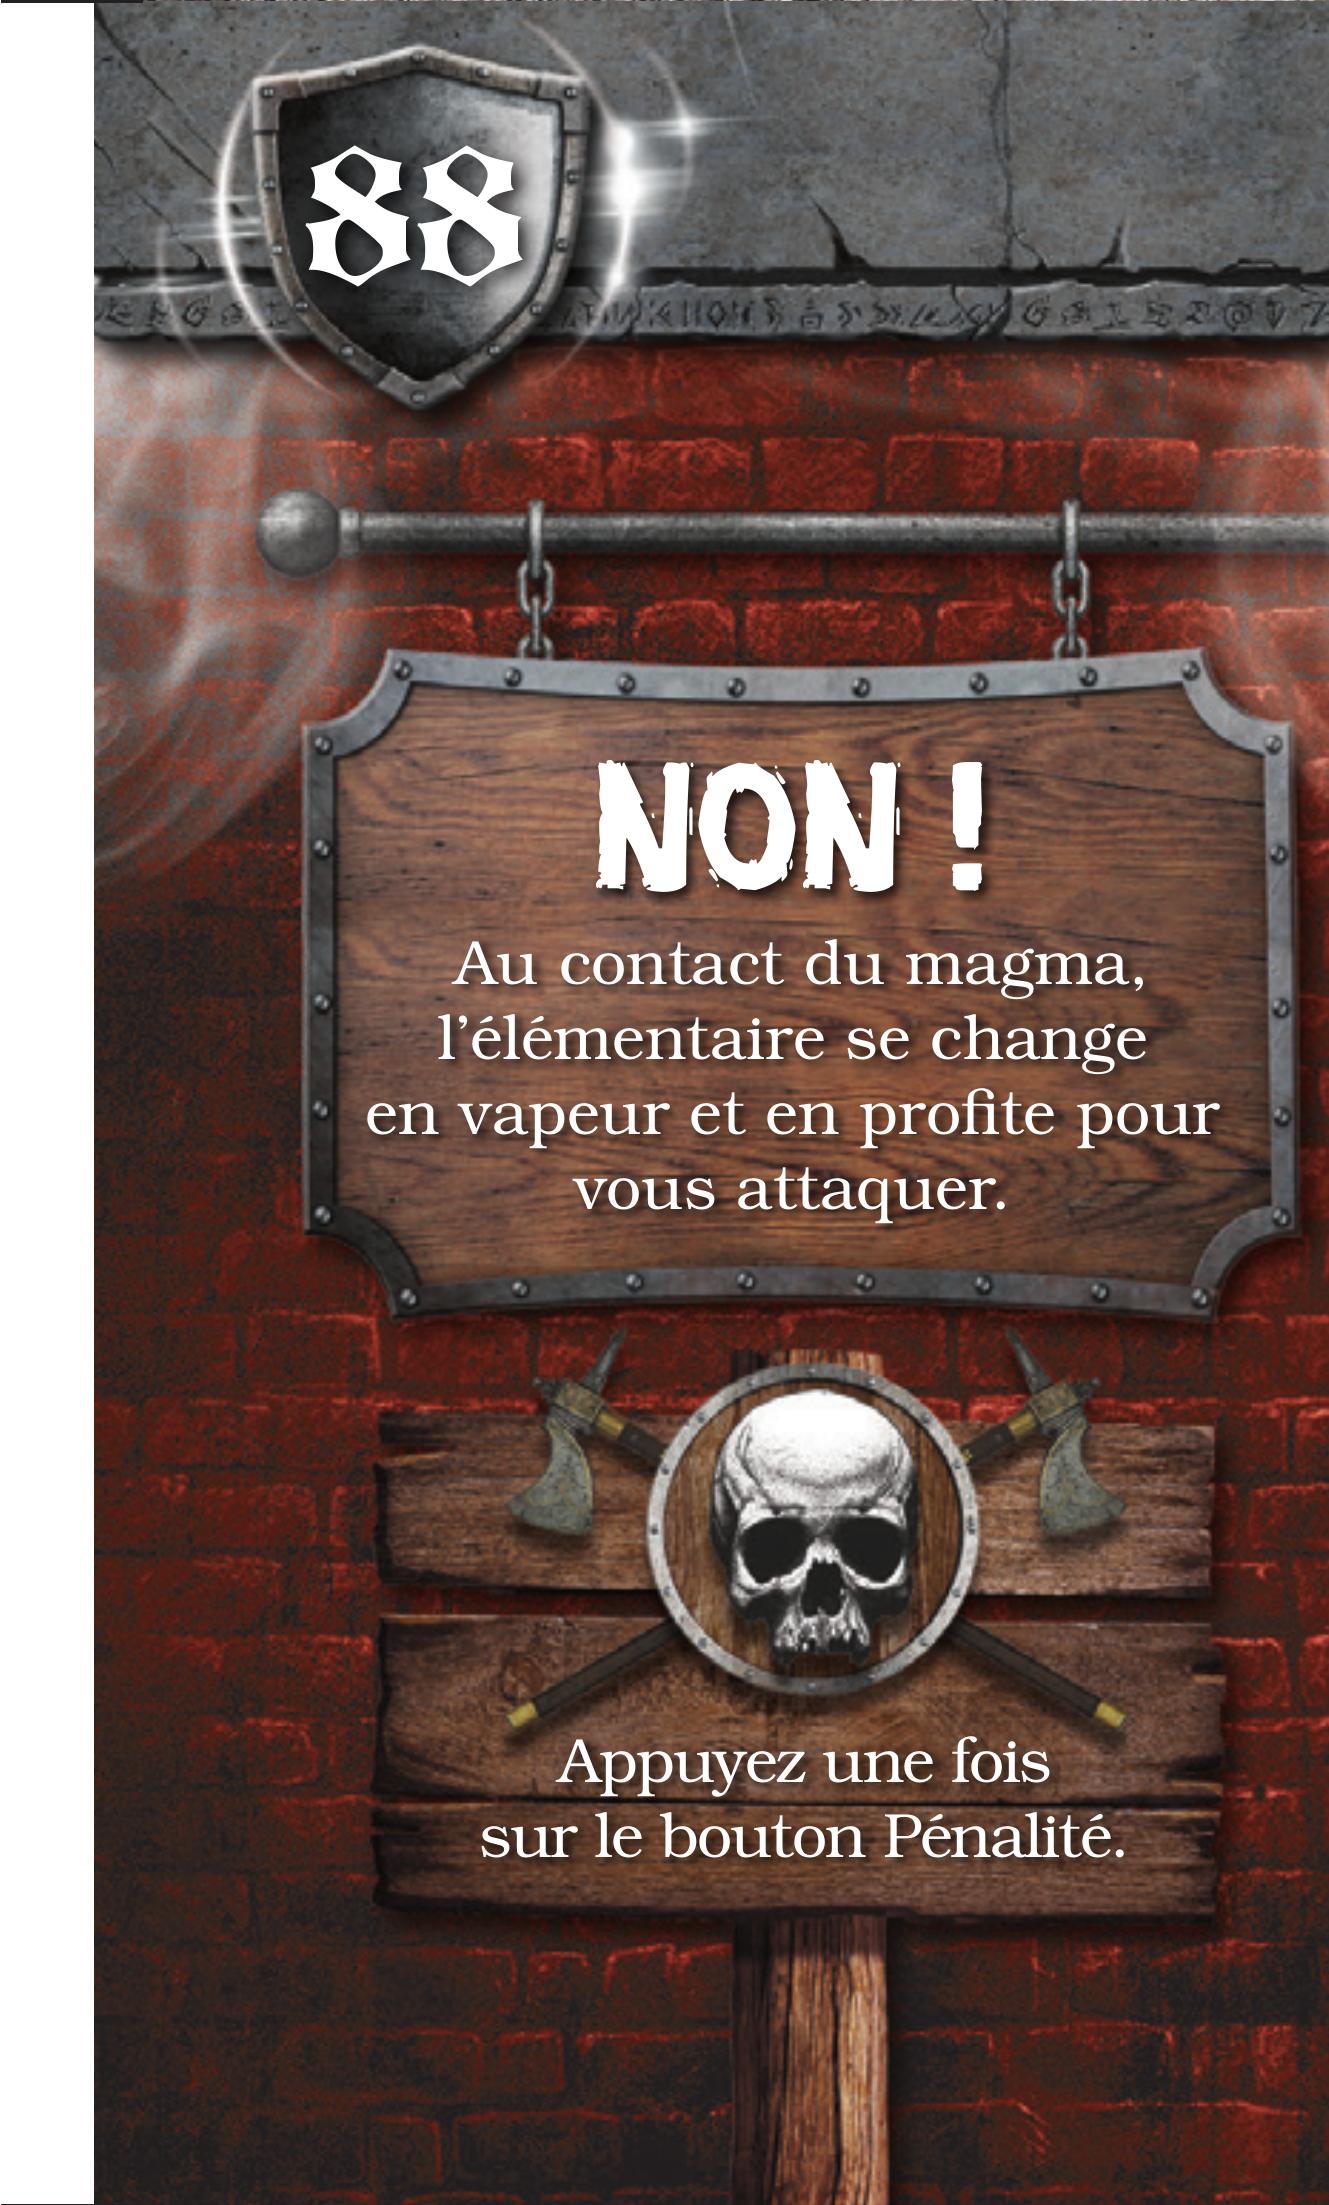 88
NON !
Au contact du magma,
l’élémentaire se change
en vapeur et en profite pour
vous attaquer.
Appuyez une fois
sur le bouton Pénalité.